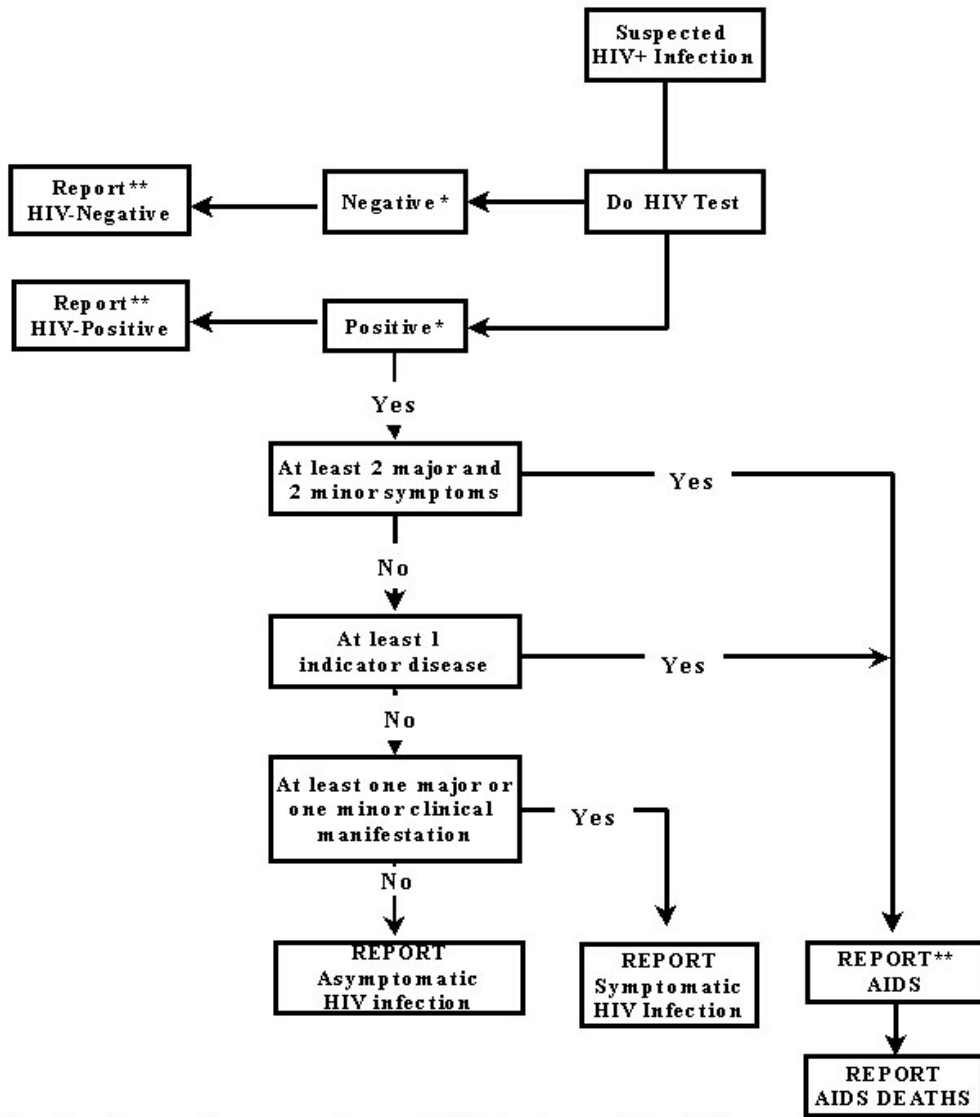 Suspected
HIV+ Infection
Report**
HIV-Negative
Negative*
Do HIV Test
Report**
HIV-Positive
Positive*
Yes
At least 2 major and
2 minor symptoms
Yes
No
At least 1
indicator disease
Yes
No
At least one major or
one minor clinical
manifestation
Yes
No
REPORT
Asymptomatic
HIV infection
REPORT
Symptomatic
HIV Infection
REPORT**
AIDS
REPORT
AIDS DEATHS